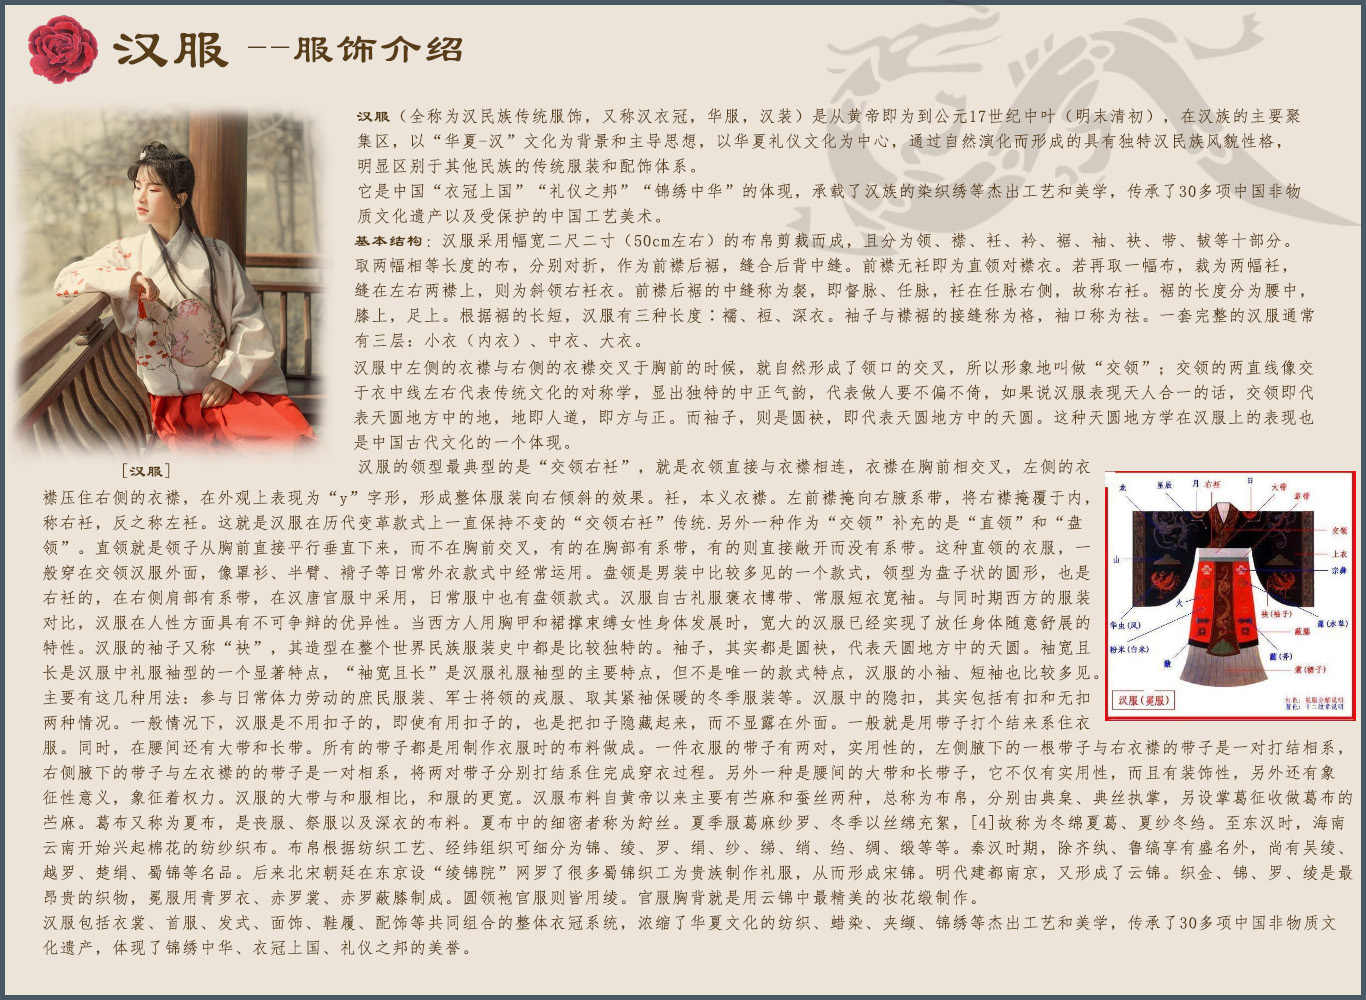 汉服 --服饰介绍
汉服（全称为汉民族传统服饰，又称汉衣冠，华服，汉装）是从黄帝即为到公元17世纪中叶（明末清初），在汉族的主要聚
集区，以“华夏-汉”文化为背景和主导思想，以华夏礼仪文化为中心，通过自然演化而形成的具有独特汉民族风貌性格，
明显区别于其他民族的传统服装和配饰体系。
它是中国“衣冠上国”“礼仪之邦”“锦绣中华”的体现，承载了汉族的染织绣等杰出工艺和美学，传承了30多项中国非物
质文化遗产以及受保护的中国工艺美术。
基本结构：汉服采用幅宽二尺二寸（50cm左右）的布帛剪裁而成，且分为领、襟、衽、衿、裾、袖、袂、带、韨等十部分。
取两幅相等长度的布，分别对折，作为前襟后裾，缝合后背中缝。前襟无衽即为直领对襟衣。若再取一幅布，裁为两幅衽，
缝在左右两襟上，则为斜领右衽衣。前襟后裾的中缝称为裻，即督脉、任脉，衽在任脉右侧，故称右衽。裾的长度分为腰中，
膝上，足上。根据裾的长短，汉服有三种长度：襦、裋、深衣。袖子与襟裾的接缝称为袼，袖口称为祛。一套完整的汉服通常
有三层：小衣（内衣）、中衣、大衣。
汉服中左侧的衣襟与右侧的衣襟交叉于胸前的时候，就自然形成了领口的交叉，所以形象地叫做“交领”；交领的两直线像交
于衣中线左右代表传统文化的对称学，显出独特的中正气韵，代表做人要不偏不倚，如果说汉服表现天人合一的话，交领即代
表天圆地方中的地，地即人道，即方与正。而袖子，则是圆袂，即代表天圆地方中的天圆。这种天圆地方学在汉服上的表现也
是中国古代文化的一个体现。
[汉服]
汉服的领型最典型的是“交领右衽”，就是衣领直接与衣襟相连，衣襟在胸前相交叉，左侧的衣
襟压住右侧的衣襟，在外观上表现为“y”字形，形成整体服装向右倾斜的效果。衽，本义衣襟。左前襟掩向右腋系带，将右襟掩覆于内，
称右衽，反之称左衽。这就是汉服在历代变革款式上一直保持不变的“交领右衽”传统.另外一种作为“交领”补充的是“直领”和“盘
领”。直领就是领子从胸前直接平行垂直下来，而不在胸前交叉，有的在胸部有系带，有的则直接敞开而没有系带。这种直领的衣服，一
般穿在交领汉服外面，像罩衫、半臂、褙子等日常外衣款式中经常运用。盘领是男装中比较多见的一个款式，领型为盘子状的圆形，也是
右衽的，在右侧肩部有系带，在汉唐官服中采用，日常服中也有盘领款式。汉服自古礼服褒衣博带、常服短衣宽袖。与同时期西方的服装
对比，汉服在人性方面具有不可争辩的优异性。当西方人用胸甲和裙撑束缚女性身体发展时，宽大的汉服已经实现了放任身体随意舒展的
特性。汉服的袖子又称“袂”，其造型在整个世界民族服装史中都是比较独特的。袖子，其实都是圆袂，代表天圆地方中的天圆。袖宽且
长是汉服中礼服袖型的一个显著特点，“袖宽且长”是汉服礼服袖型的主要特点，但不是唯一的款式特点，汉服的小袖、短袖也比较多见。
主要有这几种用法：参与日常体力劳动的庶民服装、军士将领的戎服、取其紧袖保暖的冬季服装等。汉服中的隐扣，其实包括有扣和无扣
两种情况。一般情况下，汉服是不用扣子的，即使有用扣子的，也是把扣子隐藏起来，而不显露在外面。一般就是用带子打个结来系住衣
服。同时，在腰间还有大带和长带。所有的带子都是用制作衣服时的布料做成。一件衣服的带子有两对，实用性的，左侧腋下的一根带子与右衣襟的带子是一对打结相系，
右侧腋下的带子与左衣襟的的带子是一对相系，将两对带子分别打结系住完成穿衣过程。另外一种是腰间的大带和长带子，它不仅有实用性，而且有装饰性，另外还有象
征性意义，象征着权力。汉服的大带与和服相比，和服的更宽。汉服布料自黄帝以来主要有苎麻和蚕丝两种，总称为布帛，分别由典枲、典丝执掌，另设掌葛征收做葛布的
苎麻。葛布又称为夏布，是丧服、祭服以及深衣的布料。夏布中的细密者称为紵丝。夏季服葛麻纱罗、冬季以丝绵充絮，[4]故称为冬绵夏葛、夏纱冬绉。至东汉时，海南
云南开始兴起棉花的纺纱织布。布帛根据纺织工艺、经纬组织可细分为锦、绫、罗、绢、纱、绨、绡、绉、绸、缎等等。秦汉时期，除齐纨、鲁缟享有盛名外，尚有吴绫、
越罗、楚绢、蜀锦等名品。后来北宋朝廷在东京设“绫锦院”网罗了很多蜀锦织工为贵族制作礼服，从而形成宋锦。明代建都南京，又形成了云锦。织金、锦、罗、绫是最
昂贵的织物，冕服用青罗衣、赤罗裳、赤罗蔽膝制成。圆领袍官服则皆用绫。官服胸背就是用云锦中最精美的妆花缎制作。
汉服包括衣裳、首服、发式、面饰、鞋履、配饰等共同组合的整体衣冠系统，浓缩了华夏文化的纺织、蜡染、夹缬、锦绣等杰出工艺和美学，传承了30多项中国非物质文
化遗产，体现了锦绣中华、衣冠上国、礼仪之邦的美誉。
龙 星辰 月 右衽 日 大带
革带
交领
上衣
宗彝
山
火
袂(袖子)
藻(水草)
华虫(凤)
蔽膝
粉米(白米)
黻
黼(斧)
裳(裙子)
汉服(冕服)
红色：冕服分解说明
蓝色：十二纹章说明